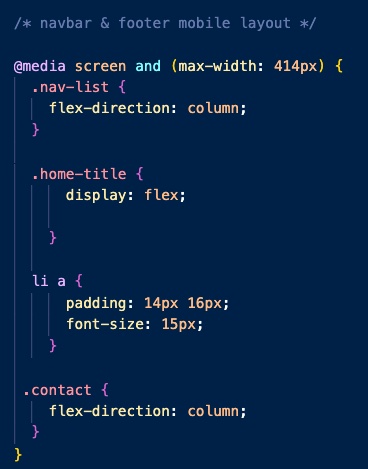 /* navbar & footer mobile layout */
@media screen and (max-width: 414px) {
.nav-list {
flex-direction: column;
}
.home-title {
display: flex;
}
li a {
padding: 14px 16px;
font-size: 15px;
}
.contact {
flex-direction: column;
}
}